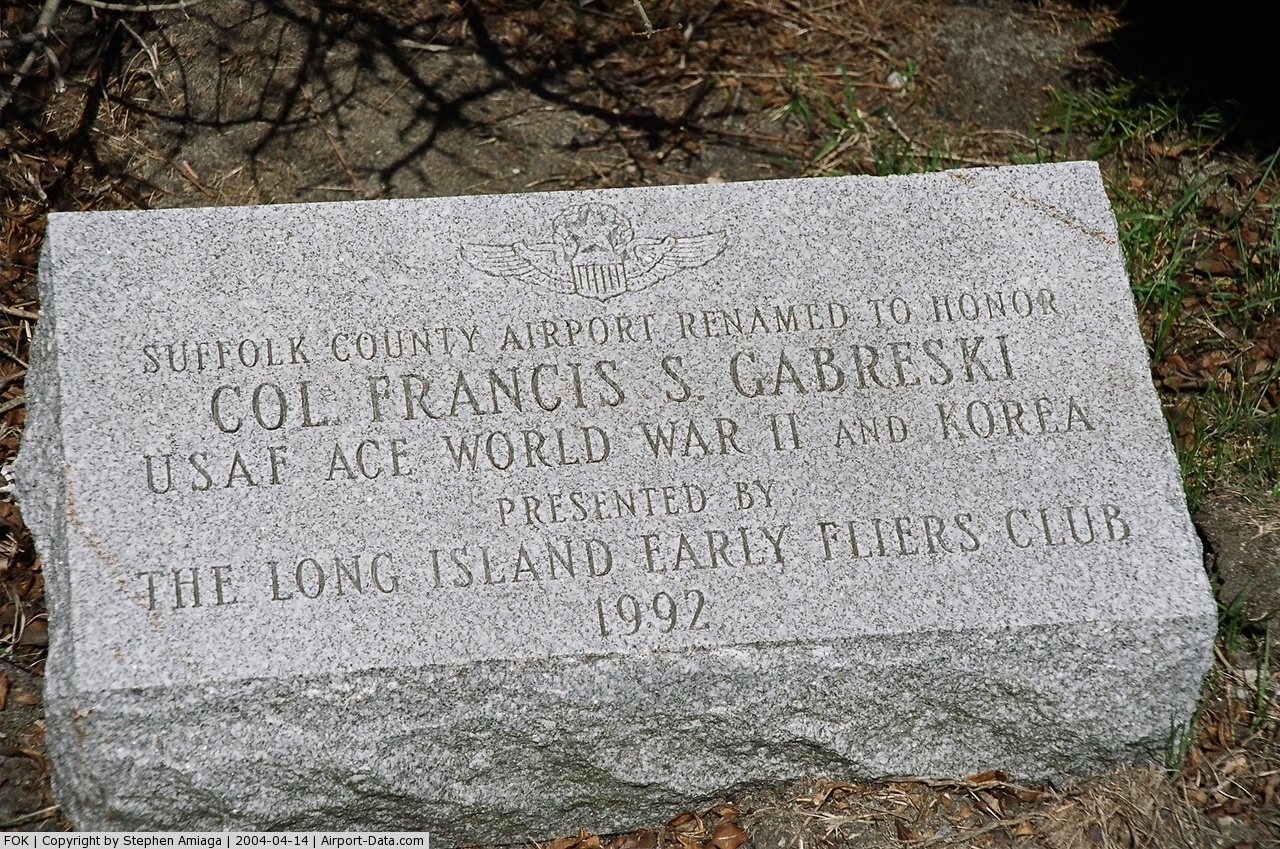 SUFFOLK COUNTY AIRPORT RENAMED TO HONOR
COL. FRANCIS S. GABRESKI
USAF ACE WORLD WAR II AND KOREA
PRESENTED BY
THE LONG ISLAND EARLY FLIERS CLUB
1992
FOK | Copyright by Stephen Amiaga | 2004-04-14 | Airport-Data.com